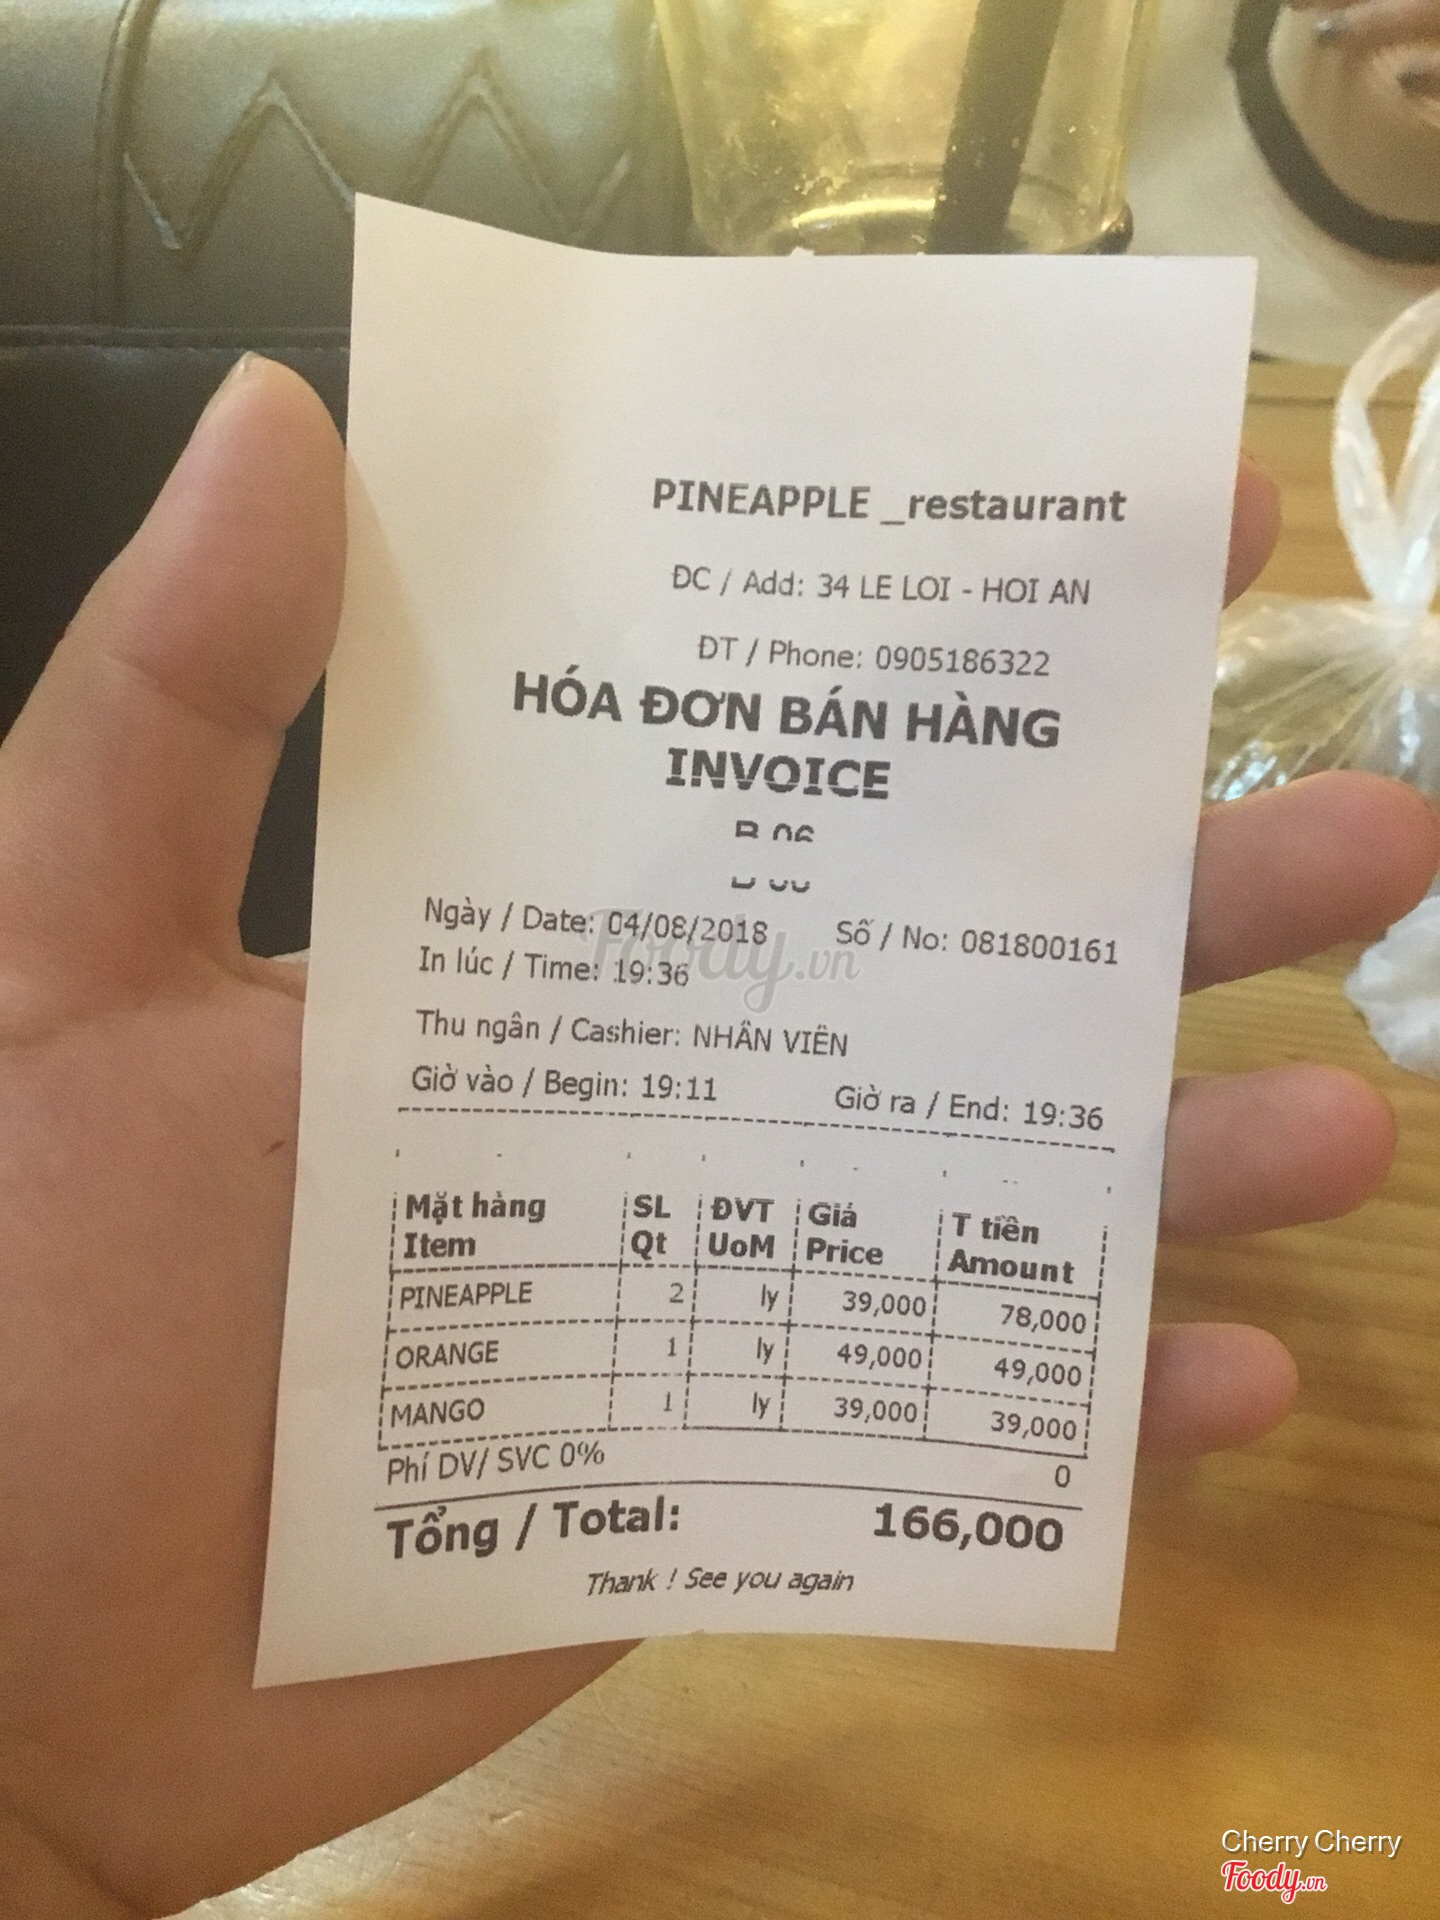 PINEAPPLE _restaurant
ĐC / Add: 34 LE LOI - HOI AN
ĐT / Phone: 0905186322
HÓA ĐƠN BÁN HÀNG
INVOICE
Ngày / Date: 04/08/2018 Số / No: 081800161
In lúc / Time: 19:36
Foody.vn
Thu ngân / Cashier: NHÂN VIÊN
Giờ vào / Begin: 19:11 Giờ ra / End: 19:36
Mặt hàng SL ĐVT Giá T tiền
Item Qt UoM Price Amount
PINEAPPLE 2 ly 39,000 78,000
ORANGE 1 ly 49,000 49,000
MANGO 1 ly 39,000 39,000
Phí DV/ SVC 0% 0
Tổng / Total: 166,000
Thank ! See you again
Cherry Cherry
Foody.vn